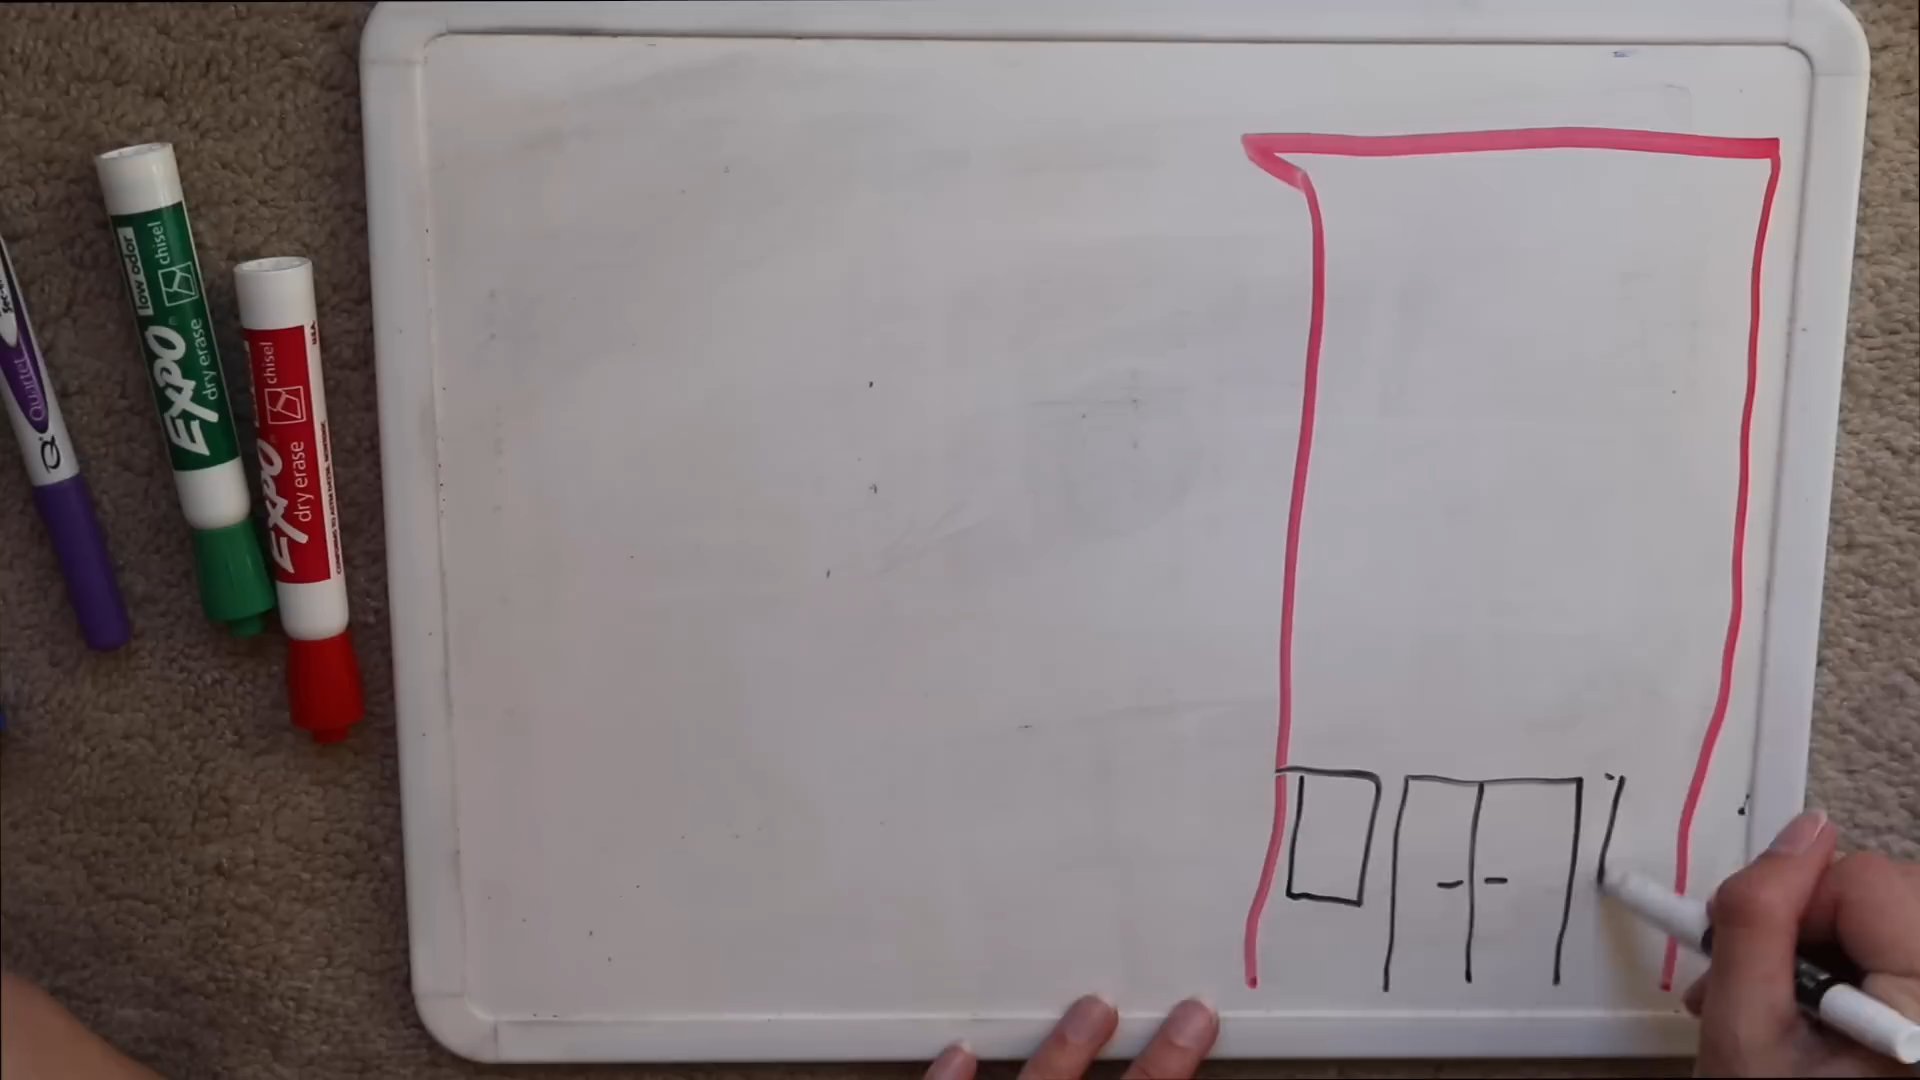 Quartet
Q
low odor
chisel
EXPO
dry erase
chisel
EXPO
dry erase